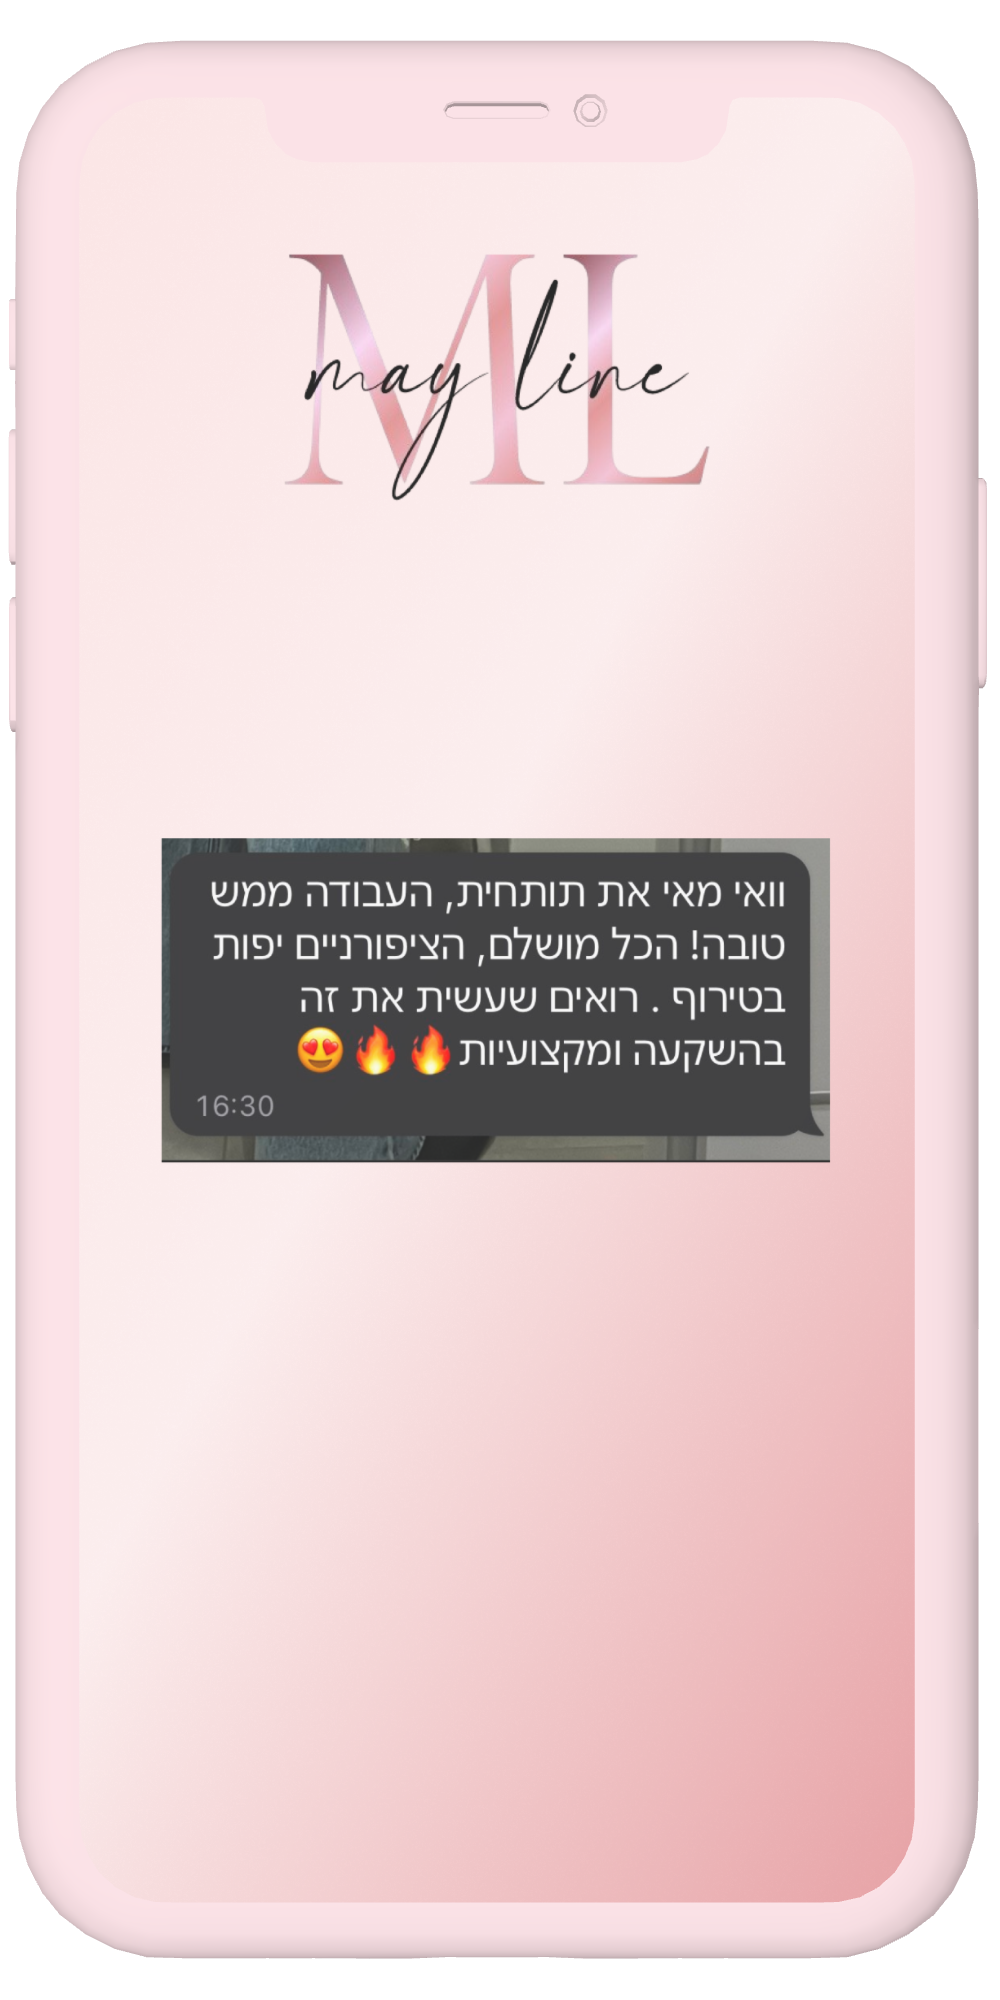 ML
may line
וואי מאי את תותחית, העבודה ממש
טובה! הכל מושלם, הציפורניים יפות
בטירוף . רואים שעשית את זה
בהשקעה ומקצועיות🔥🔥😍
16:30